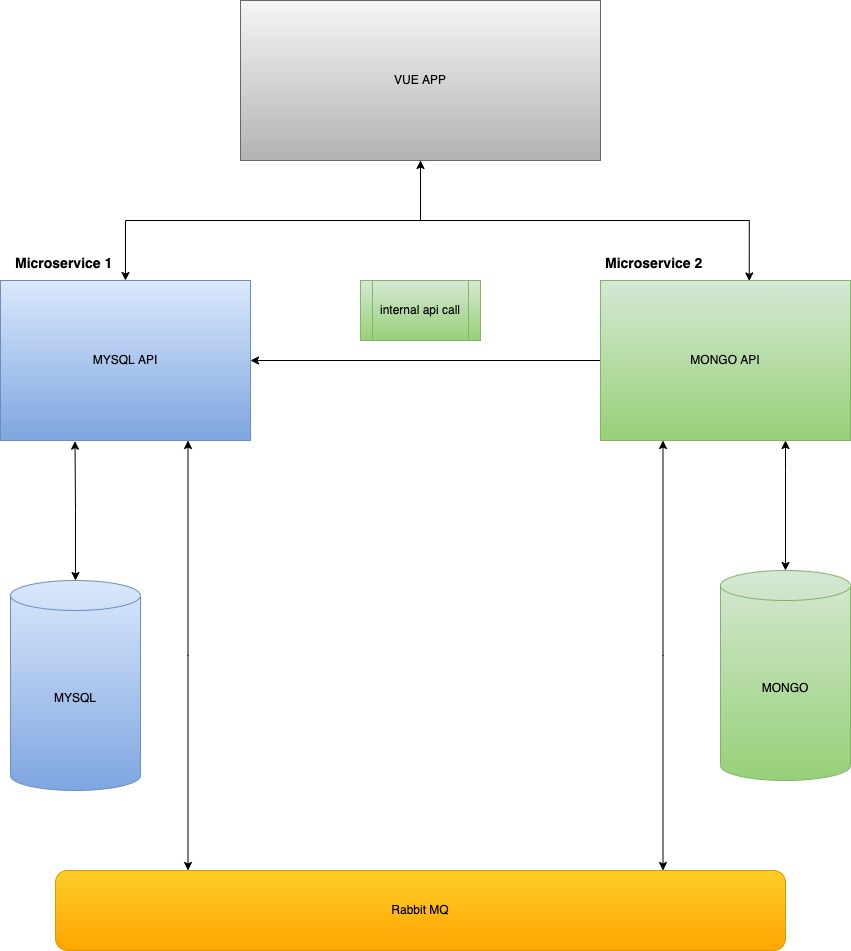 VUE APP
Microservice 1
Microservice 2
internal api call
MYSQL API
MONGO API
MYSQL
MONGO
Rabbit MQ